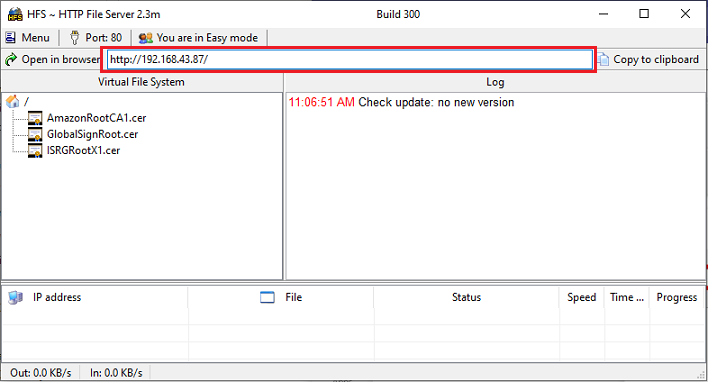 HFS ~ HTTP File Server 2.3m Build 300
Menu Port: 80 You are in Easy mode
Open in browser http://192.168.43.87/ Copy to clipboard
Virtual File System Log
/
AmazonRootCA1.cer
GlobalSignRoot.cer
ISRGRootX1.cer
11:06:51 AM Check update: no new version
IP address File Status Speed Time ... Progress
Out: 0.0 KB/s In: 0.0 KB/s